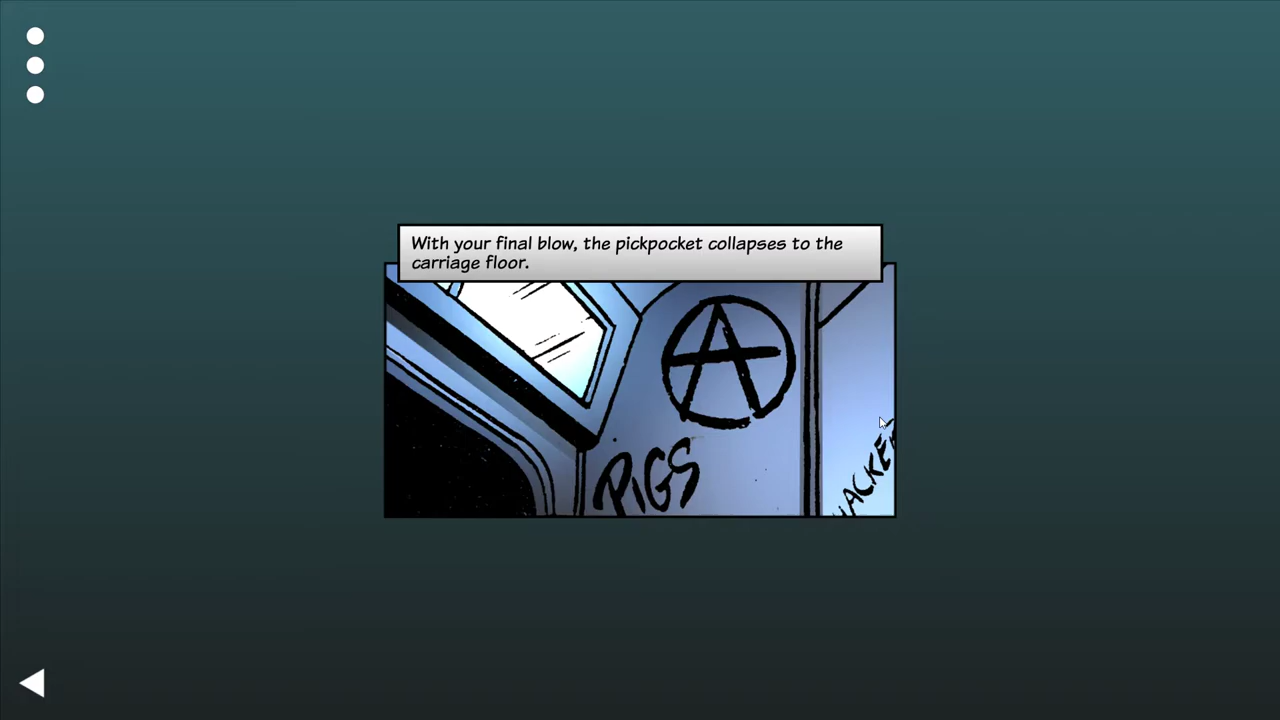 With your final blow, the pickpocket collapses to the
carriage floor.
A
PIGS